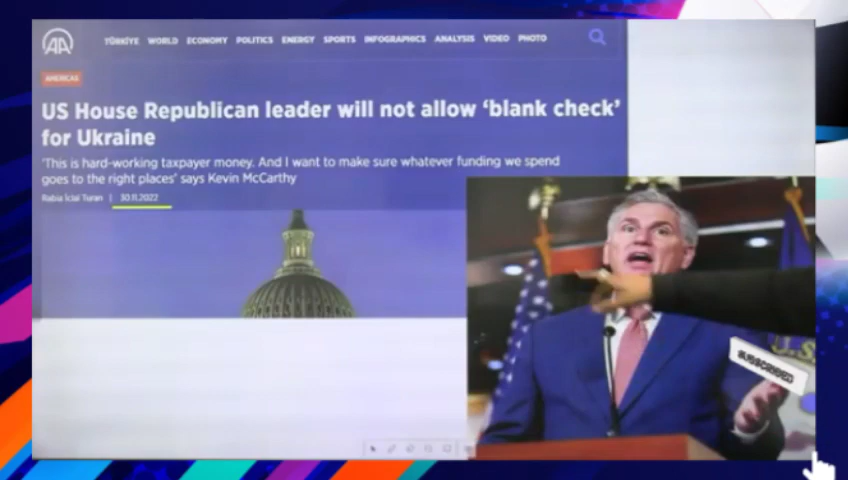 AA
TÜRKİYE WORLD ECONOMY POLITICS ENERGY SPORTS INFOGRAPHICS ANALYSIS VIDEO PHOTO
AMERICAS
US House Republican leader will not allow ‘blank check’
for Ukraine
'This is hard-working taxpayer money. And I want to make sure whatever funding we spend
goes to the right places' says Kevin McCarthy
Rabia İclal Turan | 30.11.2022
SUBSCRIBED
U.S.